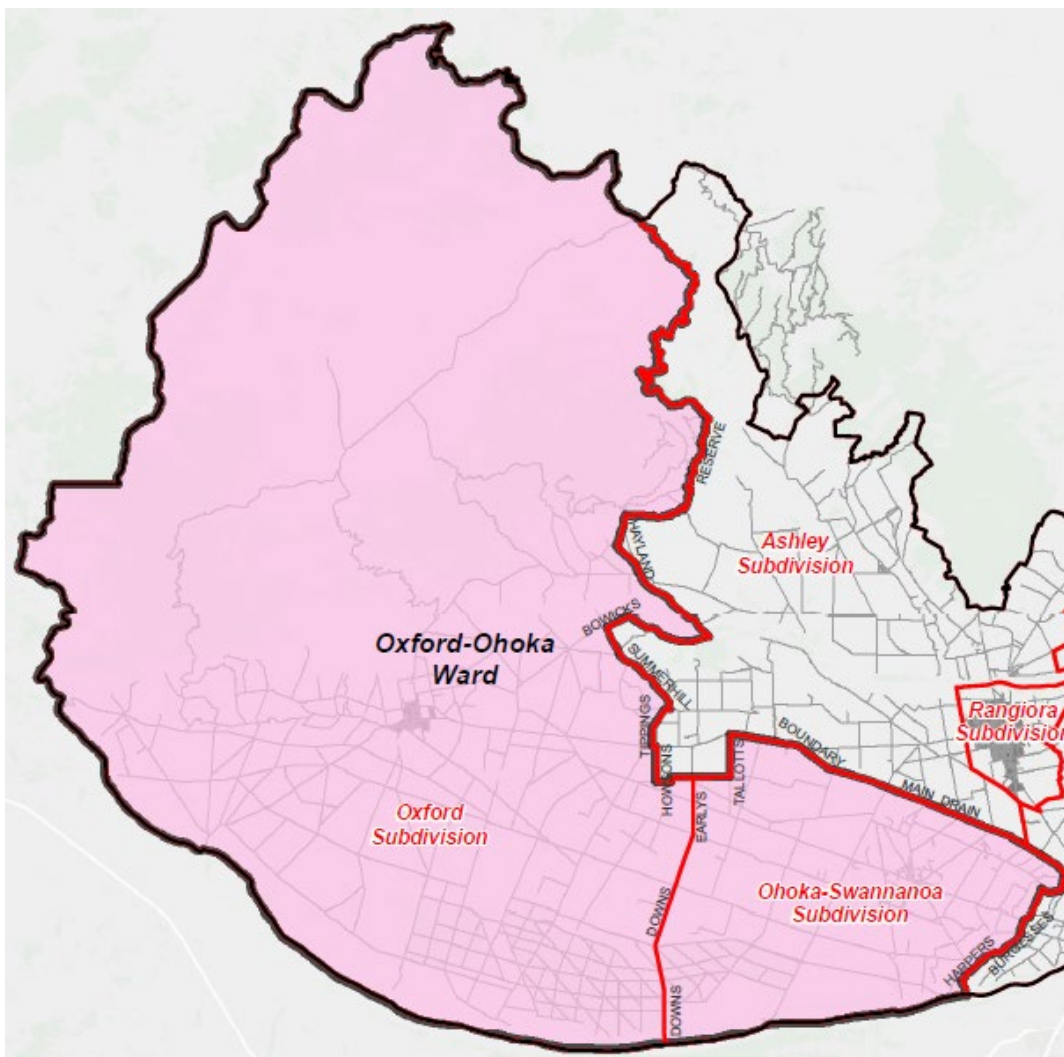 RESERVE
HAYLAND
Ashley
Subdivision
BOWICKS
Oxford-Ohoka
Ward
SUMMERHILL
TIPPINGS
Rangiora
Subdivision
BOUNDARY
HOWSONS
TALLOTTS
MAIN DRAIN
EARLYS
Oxford
Subdivision
Ohoka-Swannanoa
Subdivision
DOWNS
HARPERS
BURGESSES
DOWNS